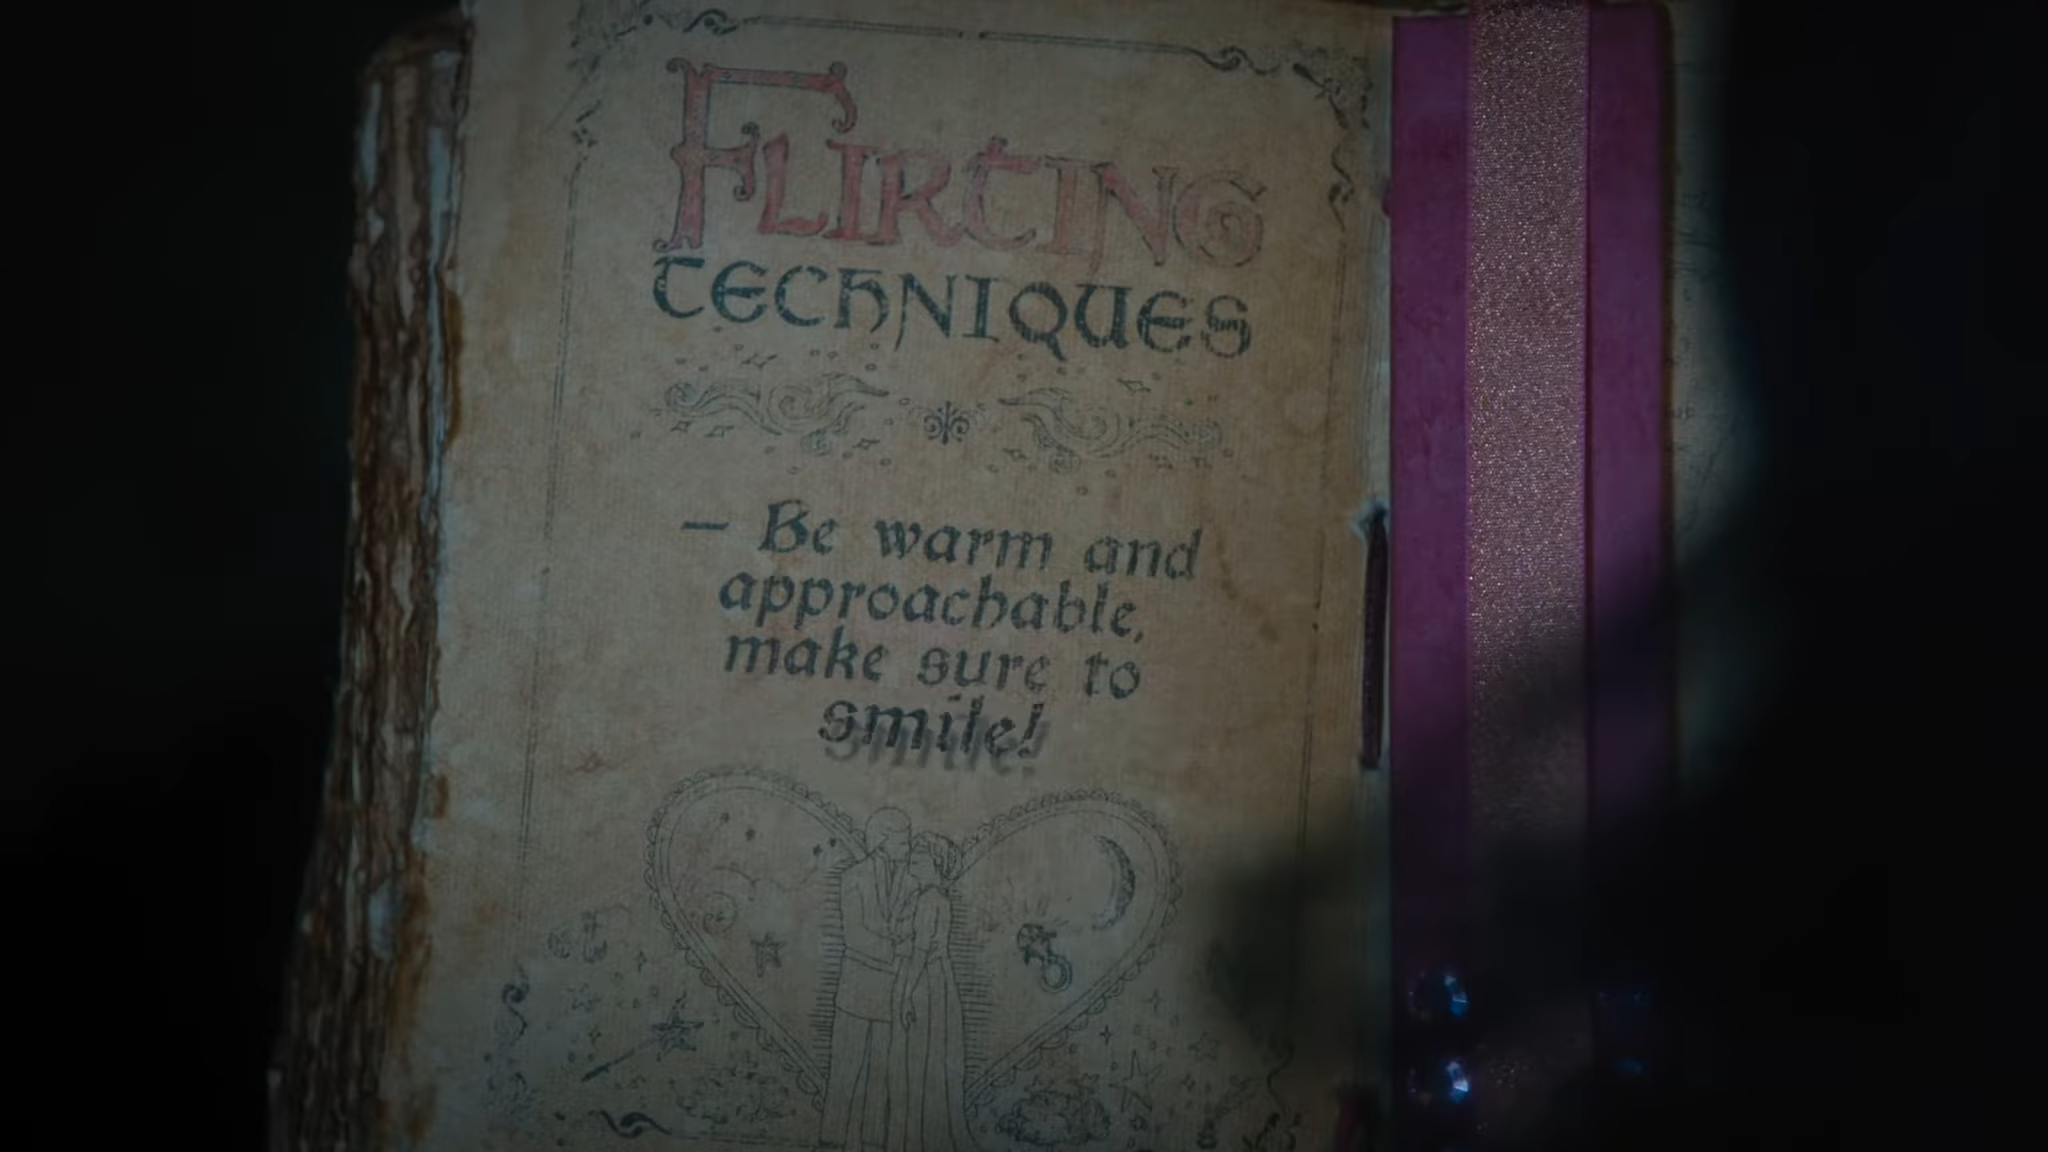 FLIRTING
TECHNIQUES
— Be warm and
approachable,
make sure to
smile!